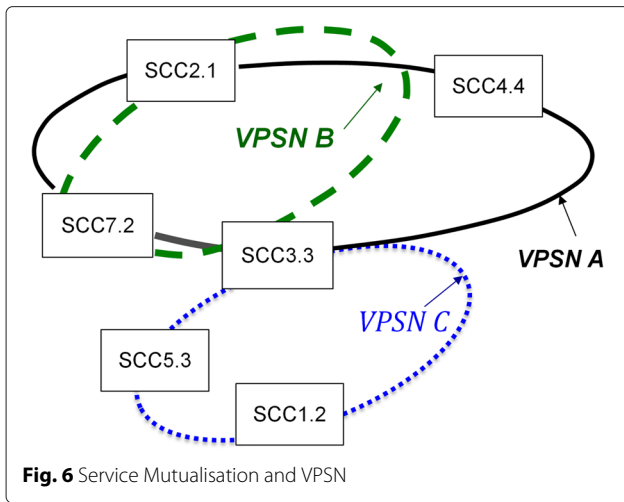 SCC2.1
SCC4.4
VPSN B
SCC7.2
SCC3.3
VPSN A
VPSN C
SCC5.3
SCC1.2
Fig. 6 Service Mutualisation and VPSN